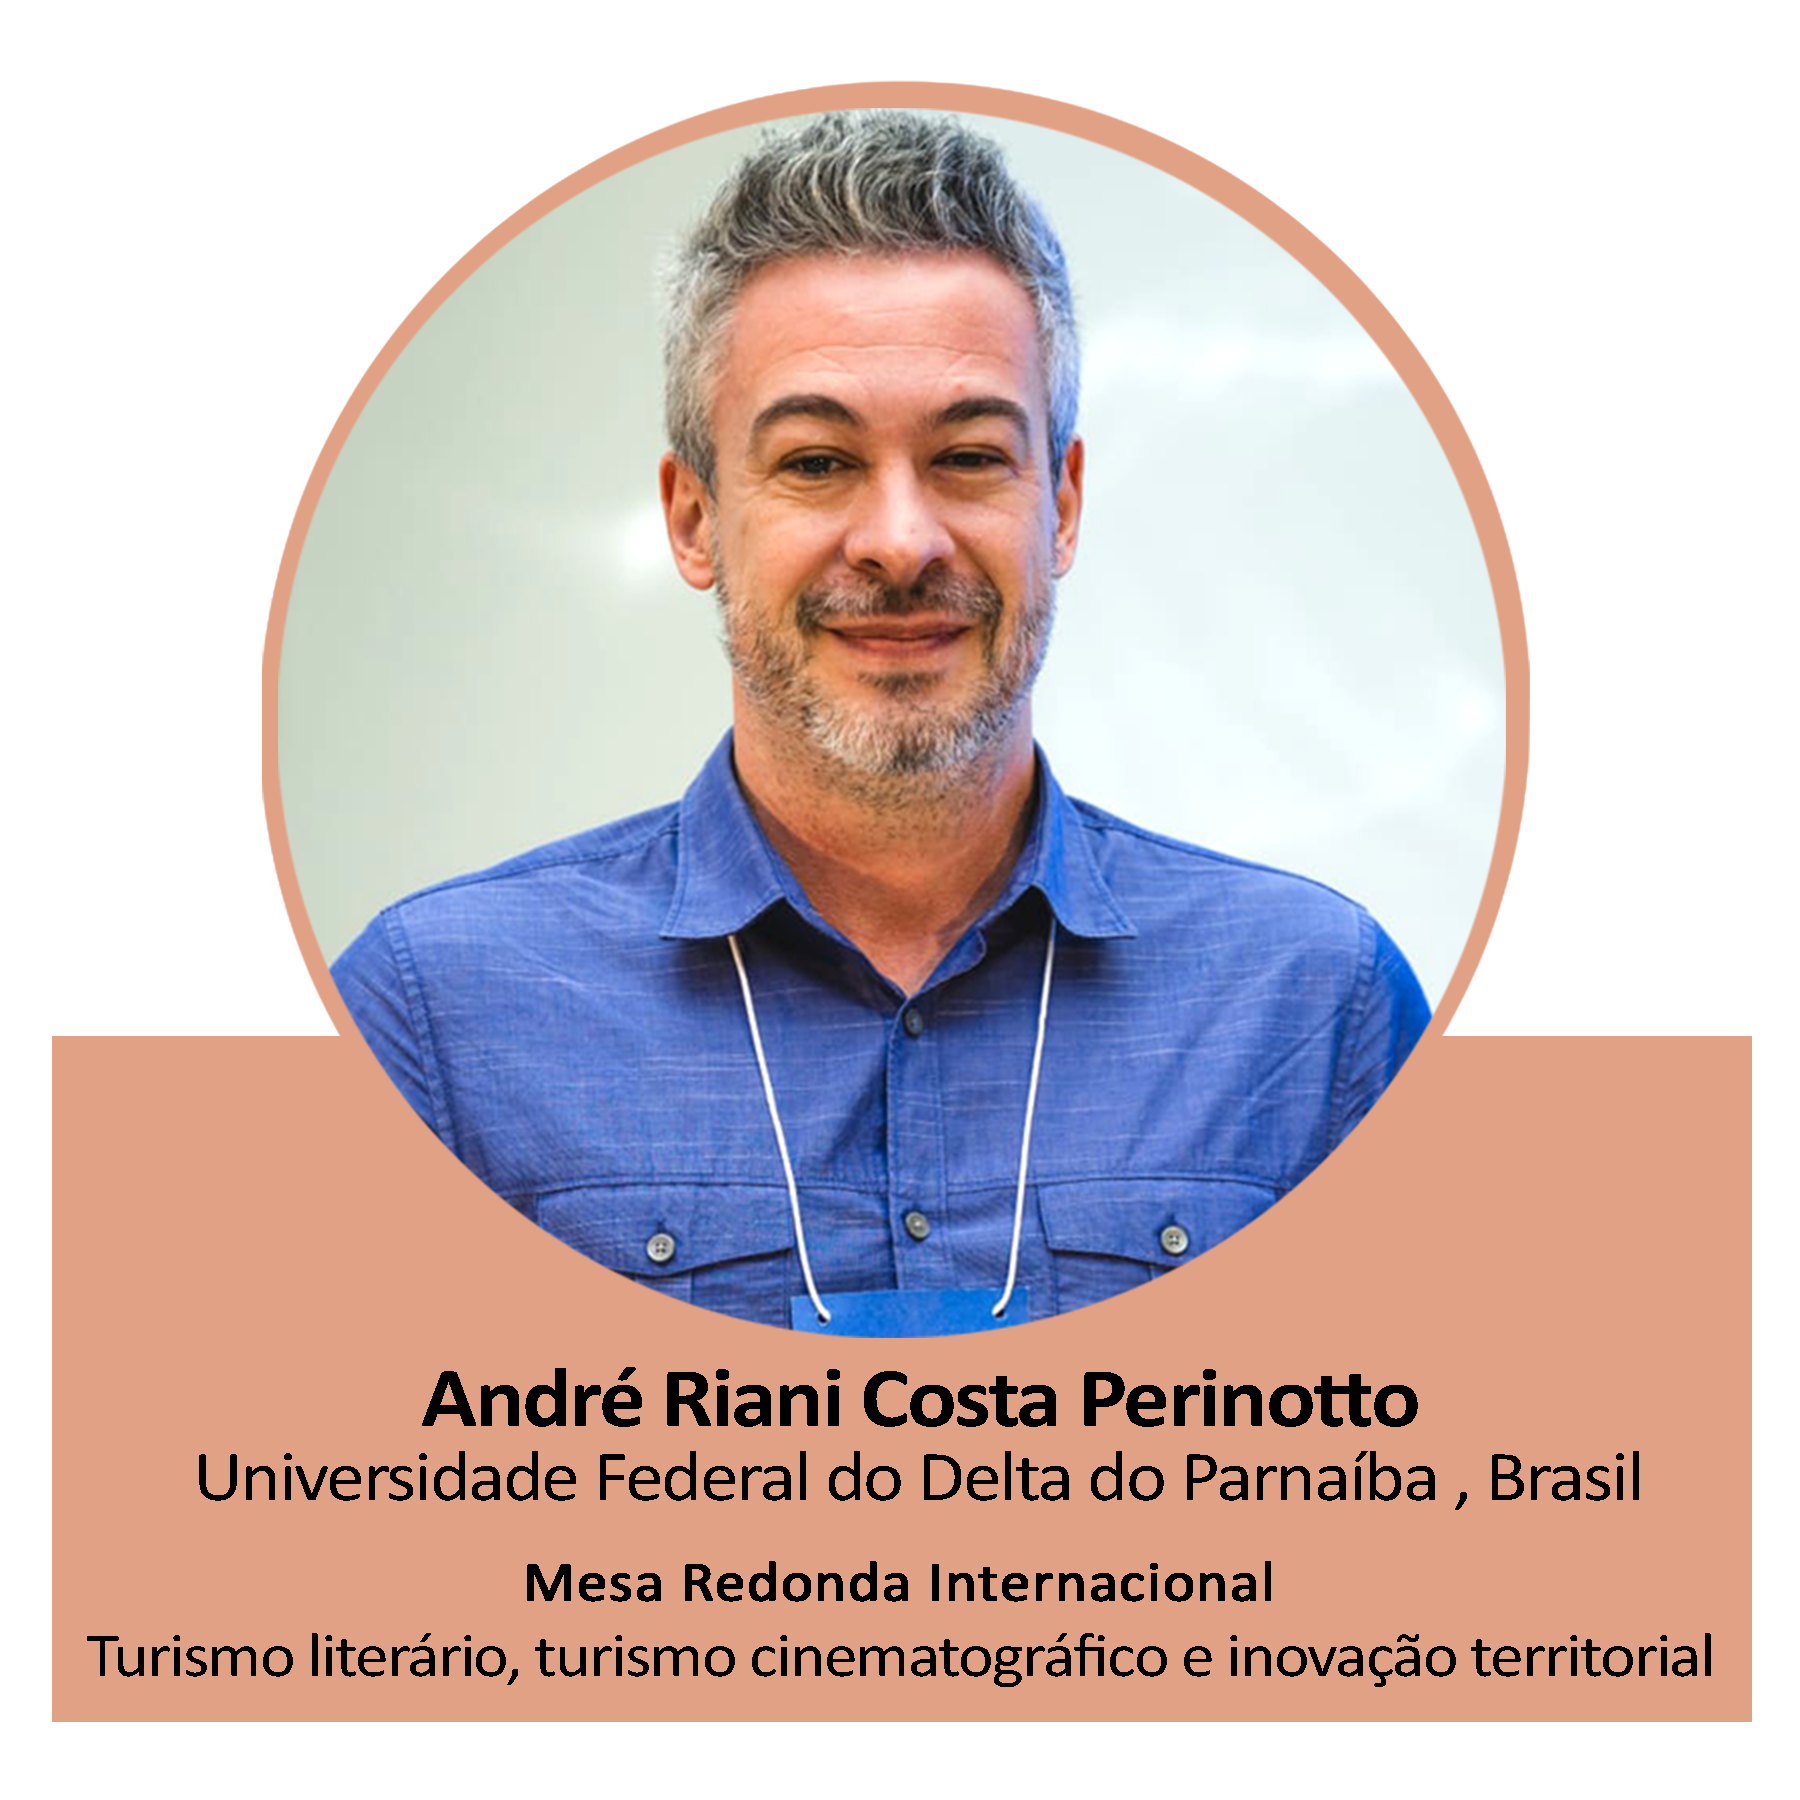 André Riani Costa Perinotto
Universidade Federal do Delta do Parnaíba , Brasil
Mesa Redonda Internacional
Turismo literário, turismo cinematográfico e inovação territorial